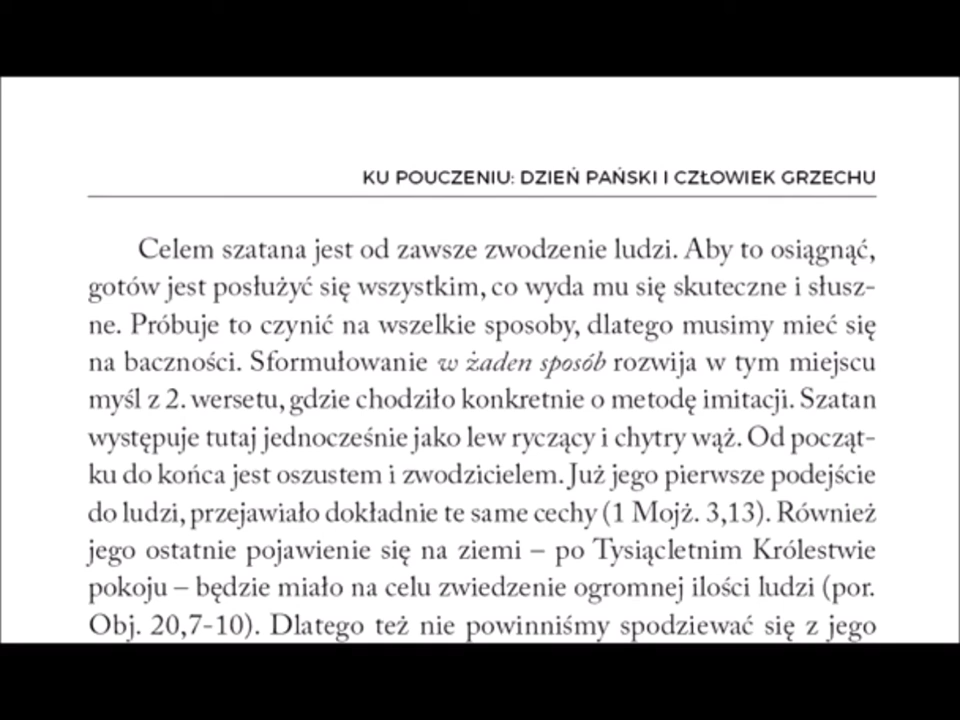 KU POUCZENIU: DZIEŃ PAŃSKI I CZŁOWIEK GRZECHU
Celem szatana jest od zawsze zwodzenie ludzi. Aby to osiągnąć,
gotów jest posłużyć się wszystkim, co wyda mu się skuteczne i słusz-
ne. Próbuje to czynić na wszelkie sposoby, dlatego musimy mieć się
na baczności. Sformułowanie w żaden sposób rozwija w tym miejscu
myśl z 2. wersetu, gdzie chodziło konkretnie o metodę imitacji. Szatan
występuje tutaj jednocześnie jako lew ryczący i chytry wąż. Od począt-
ku do końca jest oszustem i zwodzicielem. Już jego pierwsze podejście
do ludzi, przejawiało dokładnie te same cechy (1 Mojż. 3,13). Również
jego ostatnie pojawienie się na ziemi – po Tysiącletnim Królestwie
pokoju – będzie miało na celu zwiedzenie ogromnej ilości ludzi (por.
Obj. 20,7-10). Dlatego też nie powinniśmy spodziewać się z jego